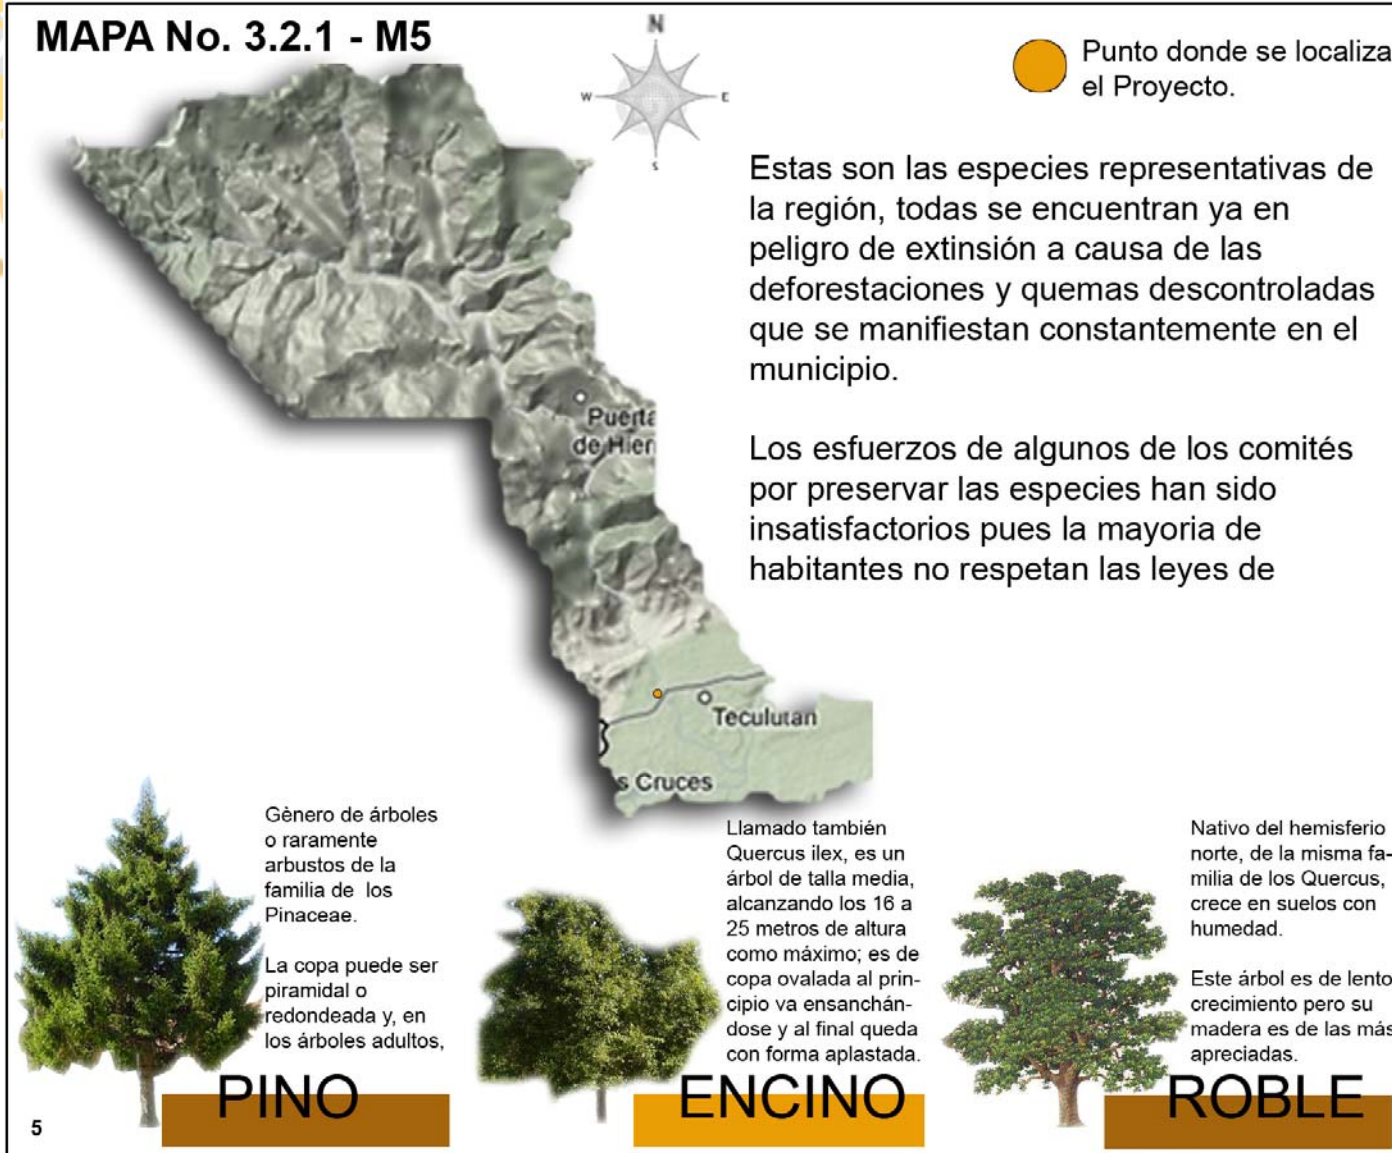 MAPA No. 3.2.1 - M5
N
W
E
S
Punto donde se localiza
el Proyecto.
Estas son las especies representativas de
la región, todas se encuentran ya en
peligro de extinsión a causa de las
deforestaciones y quemas descontroladas
que se manifiestan constantemente en el
municipio.
Los esfuerzos de algunos de los comités
por preservar las especies han sido
insatisfactorios pues la mayoria de
habitantes no respetan las leyes de
Puerta
de Hierr
Teculutan
s Cruces
Gènero de árboles
o raramente
arbustos de la
familia de los
Pinaceae.
La copa puede ser
piramidal o
redondeada y, en
los árboles adultos,
PINO
Llamado también
Quercus ilex, es un
árbol de talla media,
alcanzando los 16 a
25 metros de altura
como máximo; es de
copa ovalada al prin-
cipio va ensanchán-
dose y al final queda
con forma aplastada.
ENCINO
Nativo del hemisferio
norte, de la misma fa-
milia de los Quercus,
crece en suelos con
humedad.
Este árbol es de lento
crecimiento pero su
madera es de las más
apreciadas.
ROBLE
5